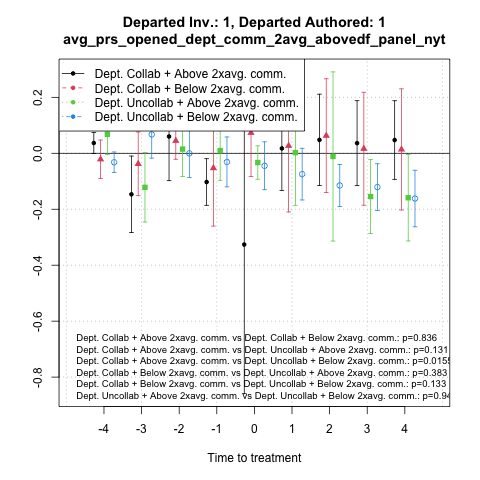 Departed Inv.: 1, Departed Authored: 1
avg_prs_opened_dept_comm_2avg_abovedf_panel_nyt
Dept. Collab + Above 2xavg. comm.
Dept. Collab + Below 2xavg. comm.
Dept. Uncollab + Above 2xavg. comm.
Dept. Uncollab + Below 2xavg. comm.
0.2
0.0
-0.2
-0.4
-0.6
-0.8
Dept. Collab + Above 2xavg. comm. vs Dept. Collab + Below 2xavg. comm.: p=0.836
Dept. Collab + Above 2xavg. comm. vs Dept. Uncollab + Above 2xavg. comm.: p=0.131
Dept. Collab + Above 2xavg. comm. vs Dept. Uncollab + Below 2xavg. comm.: p=0.015
Dept. Collab + Below 2xavg. comm. vs Dept. Uncollab + Above 2xavg. comm.: p=0.383
Dept. Collab + Below 2xavg. comm. vs Dept. Uncollab + Below 2xavg. comm.: p=0.133
Dept. Uncollab + Above 2xavg. comm. vs Dept. Uncollab + Below 2xavg. comm.: p=0.9
-4 -3 -2 -1 0 1 2 3 4
Time to treatment